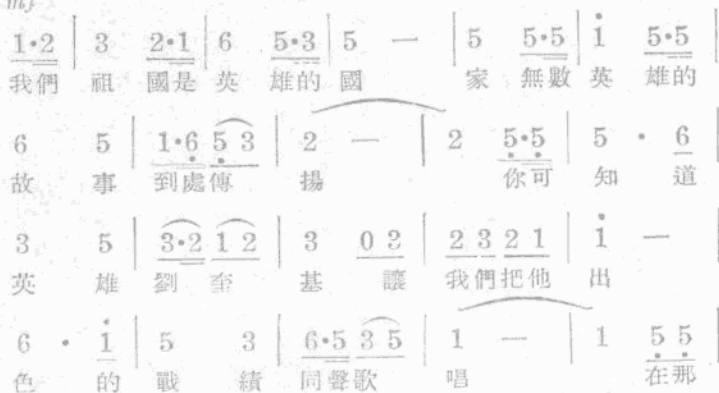 mf
1·2 | 3 2·1 | 6 5·3 | 5 — | 5 5·5 | i 5·5 |
我們 祖 國是 英 雄的 國 家 無數 英 雄的
6 5 | 1·6 5 3 | 2 — | 2 5·5 | 5 · 6
故 事 到處傳 揚 你可 知 道
3 5 | 3·2 1 2 | 3 0 3 | 2 3 2 1 | i —
英 雄 劉 奎 基 讓 我們把他 出
6 · i | 5 3 | 6·5 3 5 | 1 — | 1 5 5
色 的 戰 績 同聲歌 唱 在那